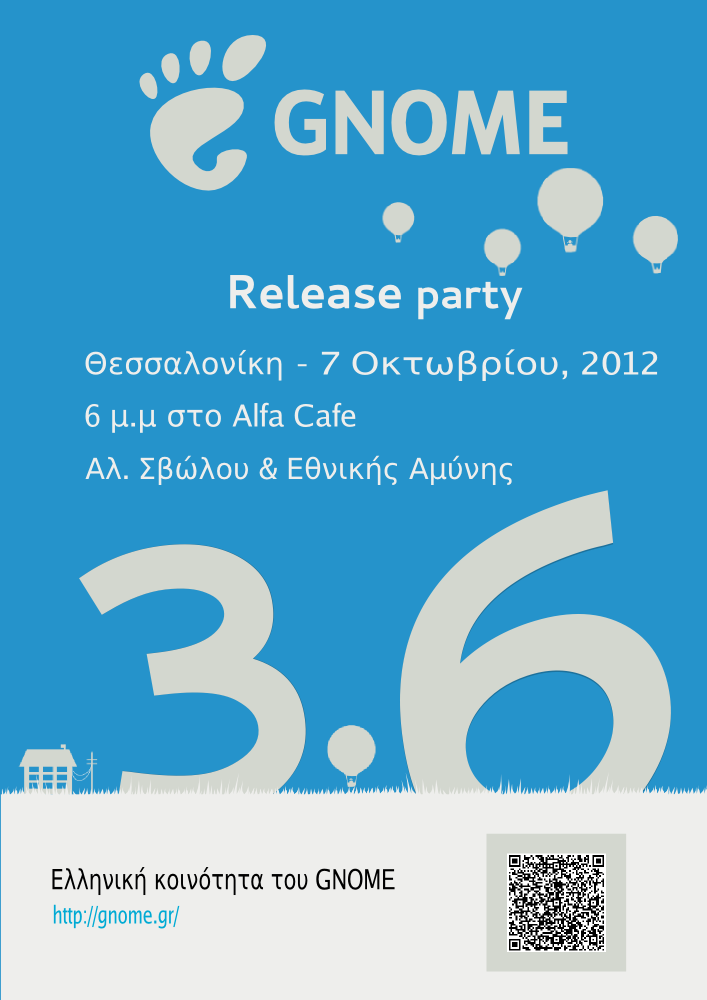 GNOME
Release party
Θεσσαλονίκη - 7 Οκτωβρίου, 2012
6 μ.μ στο Alfa Cafe
Αλ. Σβώλου & Εθνικής Αμύνης
3.6
Ελληνική κοινότητα του GNOME
http://gnome.gr/